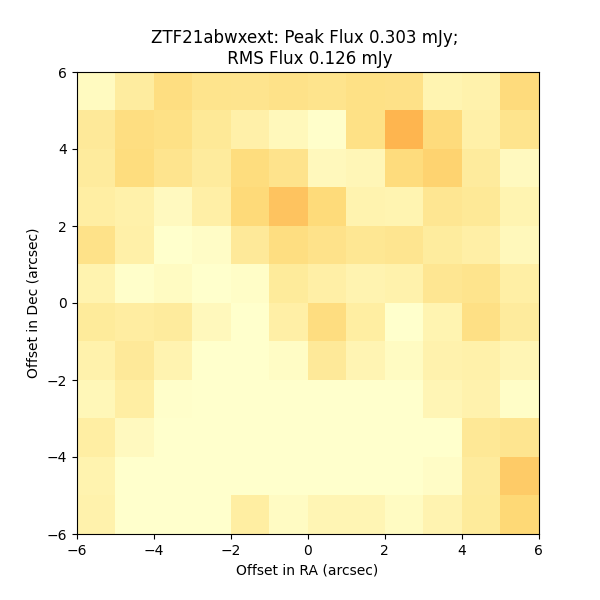 ZTF21abwxext: Peak Flux 0.303 mJy;
RMS Flux 0.126 mJy
6
4
2
0
−2
−4
−6
Offset in Dec (arcsec)
−6 −4 −2 0 2 4 6
Offset in RA (arcsec)